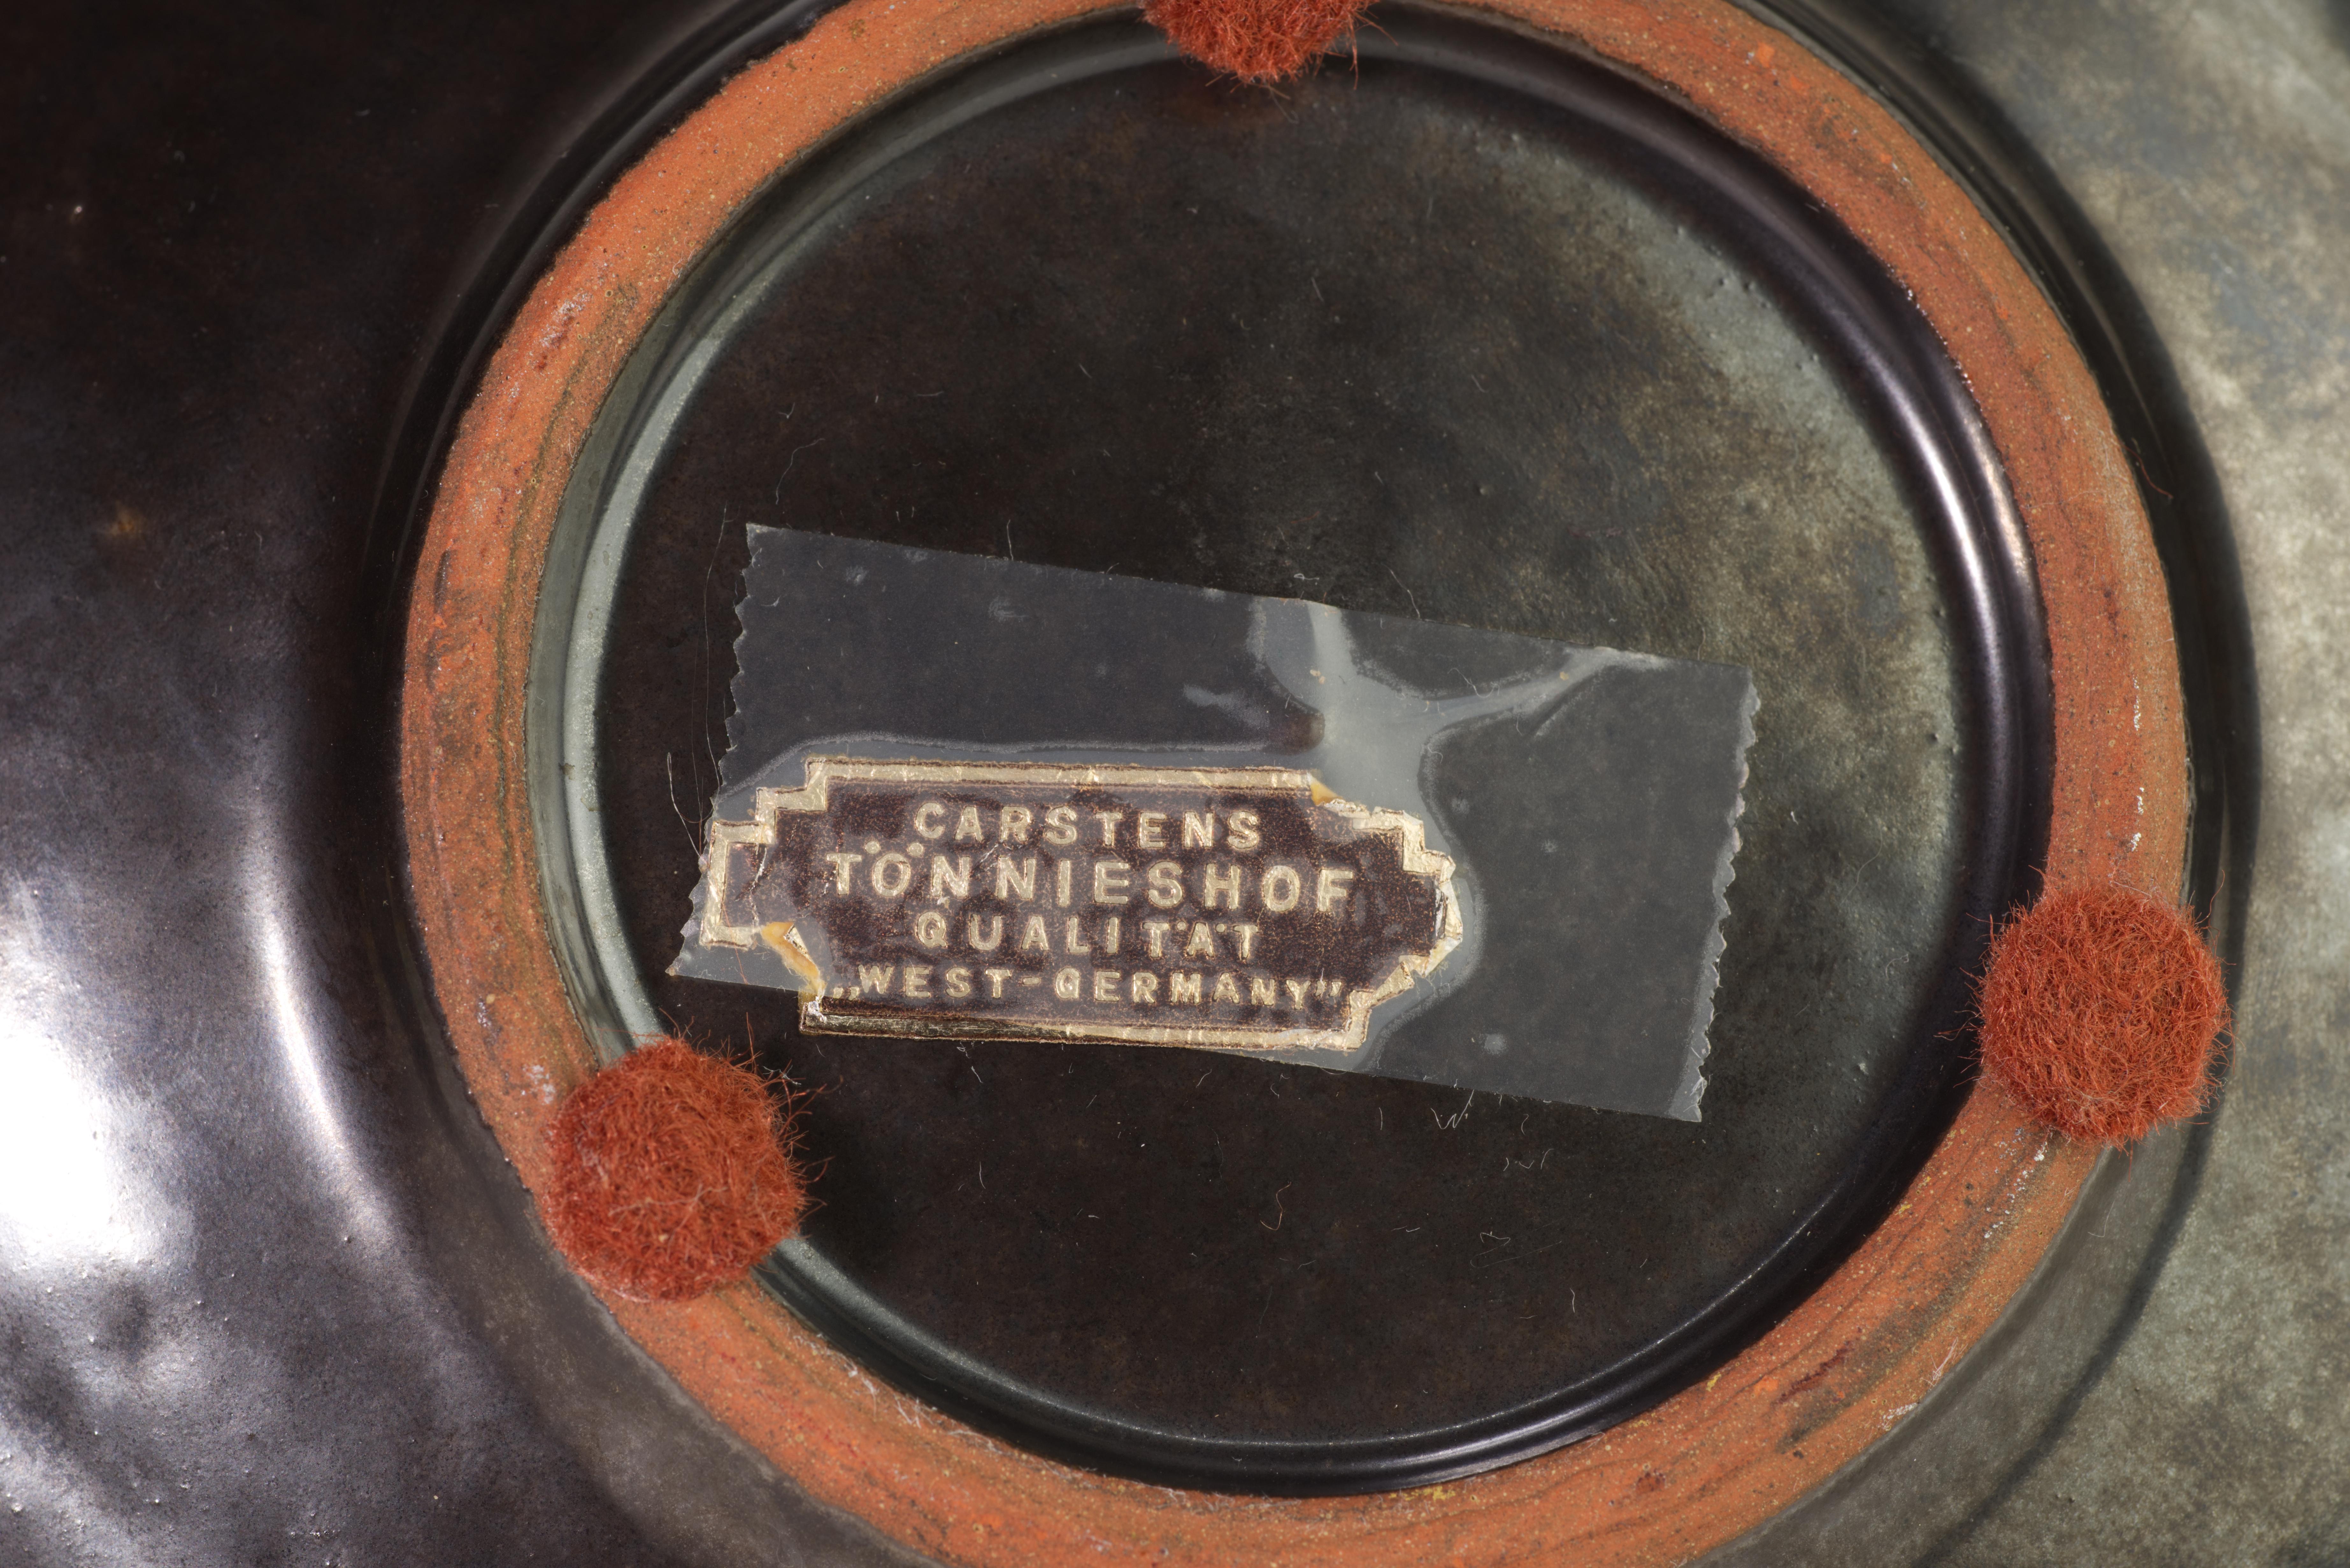 CARSTENS
TÖNNIESHOF
QUALITÄT
„WEST-GERMANY"